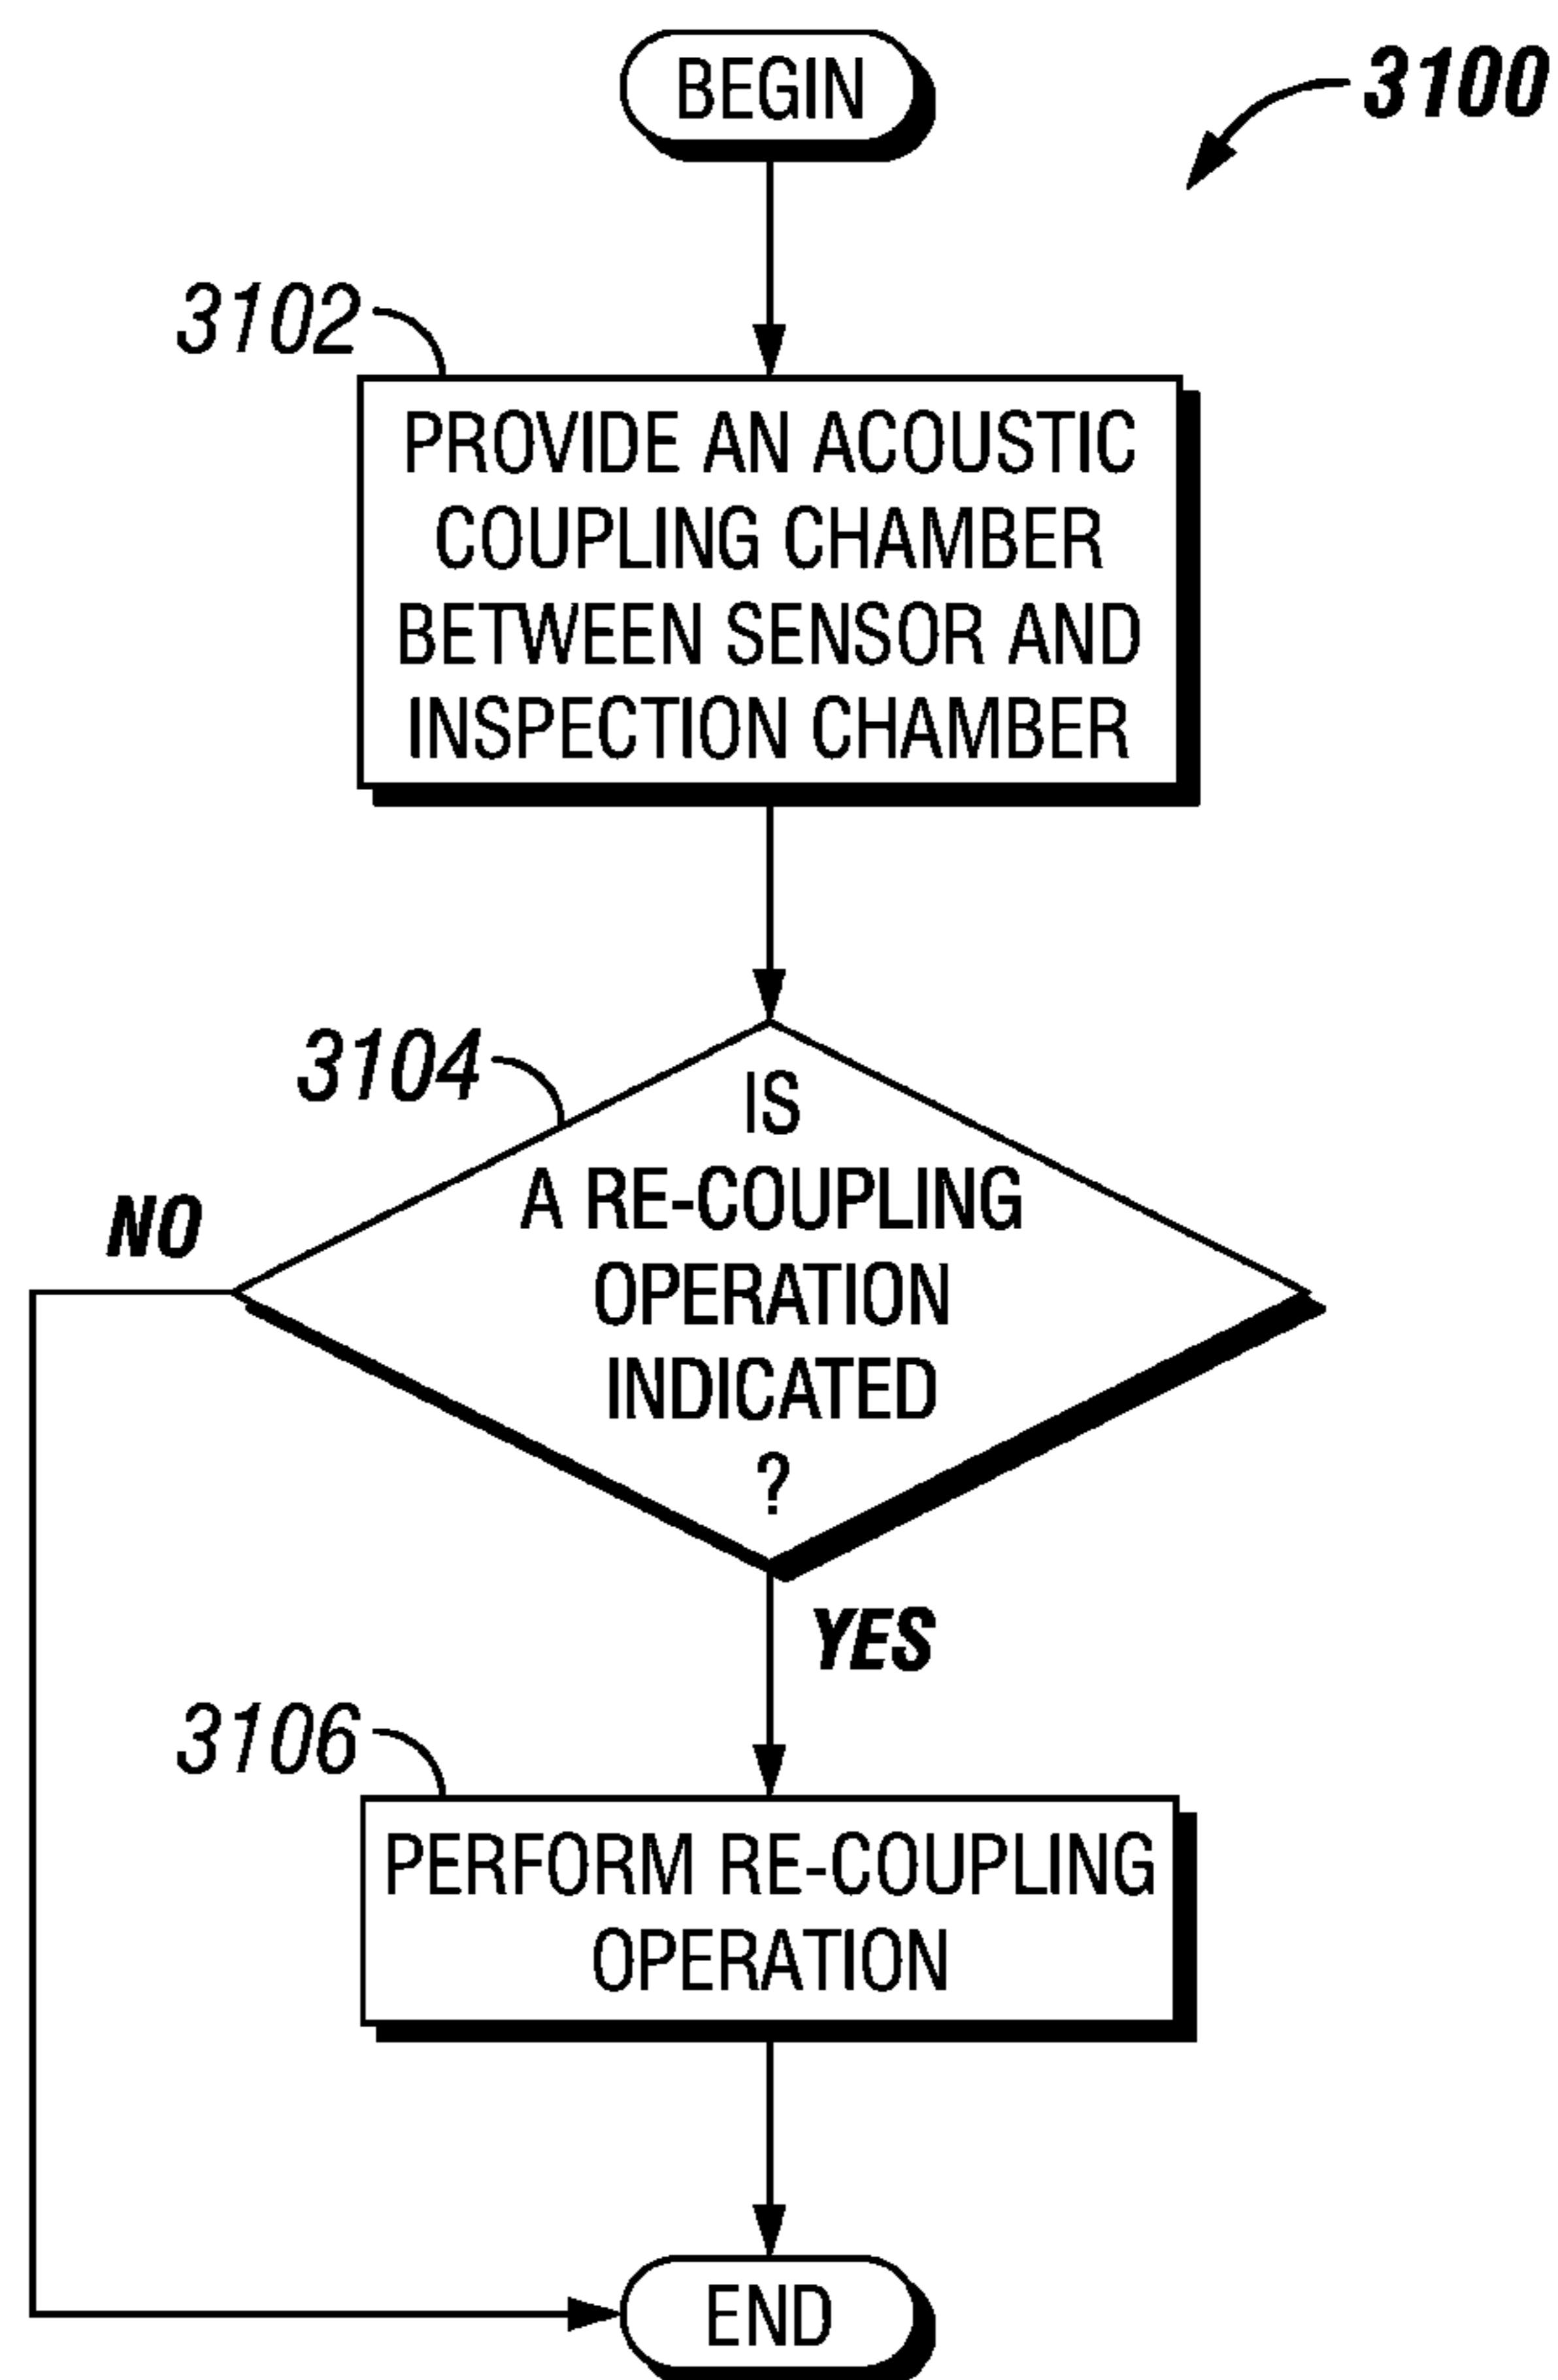 BEGIN
3100
3102
PROVIDE AN ACOUSTIC
COUPLING CHAMBER
BETWEEN SENSOR AND
INSPECTION CHAMBER
3104
IS
A RE-COUPLING
OPERATION
INDICATED
?
NO
YES
3106
PERFORM RE-COUPLING
OPERATION
END